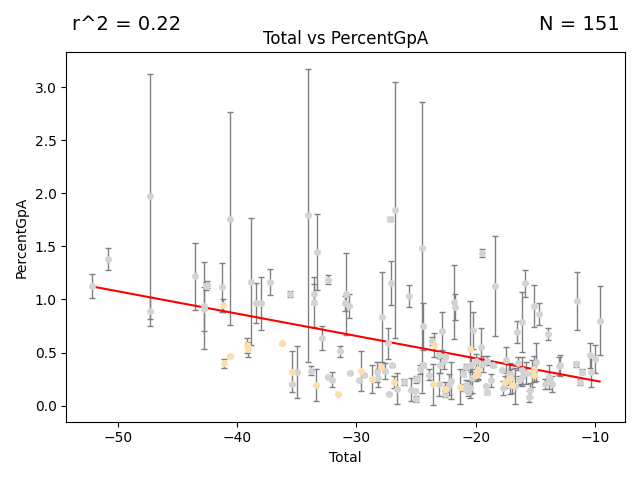 r^2 = 0.22
N = 151
Total vs PercentGpA
PercentGpA
3.0
2.5
2.0
1.5
1.0
0.5
0.0
−50 −40 −30 −20 −10
Total